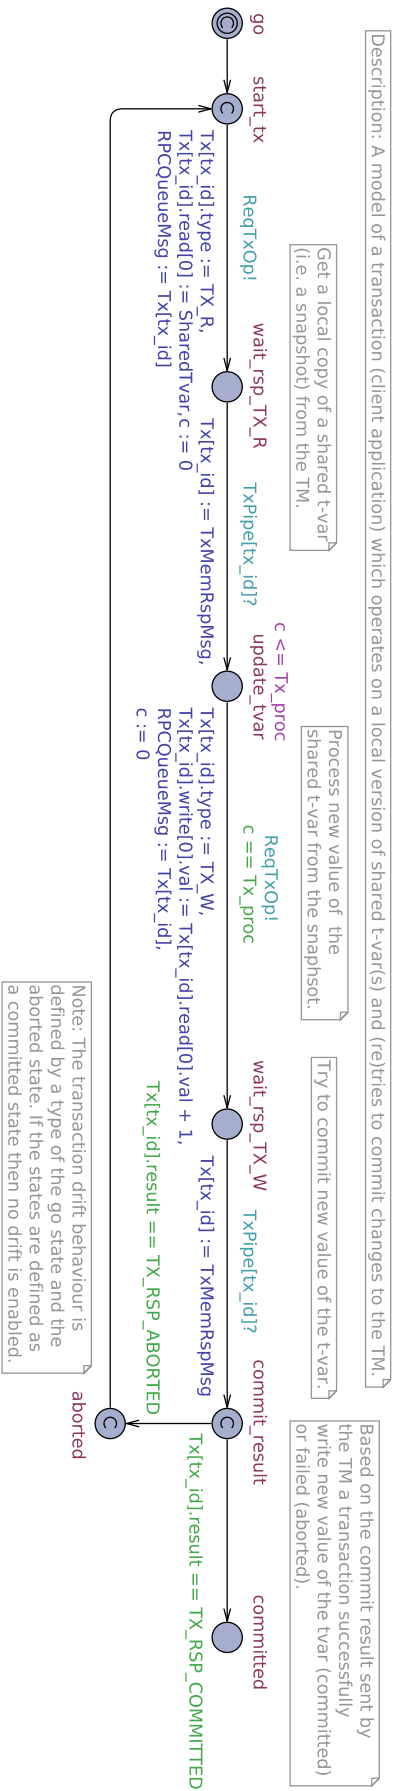 Description: A model of a transaction (client application) which operates on a local version of shared t-var(s) and (re)tries to commit changes to the TM.
Get a local copy of a shared t-var
(i.e. a snapshot) from the TM.
Process new value of  the
shared t-var from the snaphsot.
Try to commit new value of the t-var.
Based on the commit result sent by
the TM a transaction successfully
write new value of the tvar (committed)
or failed (aborted).
go
start_tx
ReqTxOp!
Tx[tx_id].type := TX_R,
Tx[tx_id].read[0] := SharedTvar,c := 0
RPCQueueMsg := Tx[tx_id]
wait_rsp_TX_R
TxPipe[tx_id]?
Tx[tx_id] := TxMemRspMsg,
c <= Tx_proc
update_tvar
ReqTxOp!
c == Tx_proc
Tx[tx_id].type := TX_W,
Tx[tx_id].write[0].val := Tx[tx_id].read[0].val + 1,
RPCQueueMsg := Tx[tx_id],
c := 0
wait_rsp_TX_W
TxPipe[tx_id]?
Tx[tx_id] := TxMemRspMsg
commit_result
Tx[tx_id].result == TX_RSP_COMMITTED
committed
Tx[tx_id].result == TX_RSP_ABORTED
aborted
Note: The transaction drift behaviour is
defined by a type of the go state and the
aborted state. If the states are defined as
a committed state then no drift is enabled.